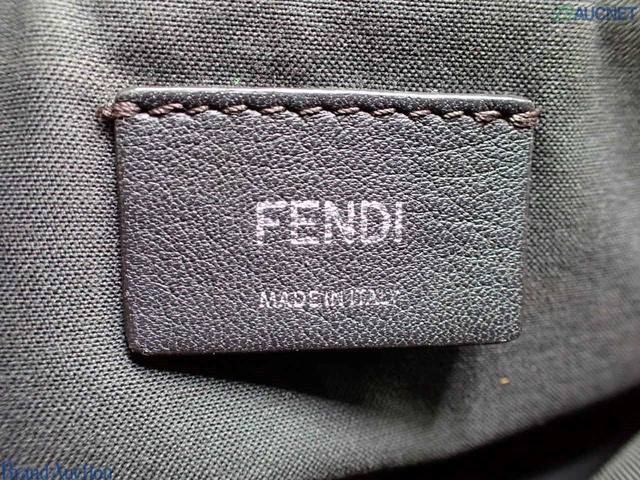 AUCNET
FENDI
MADE IN ITALY
Brand Auction